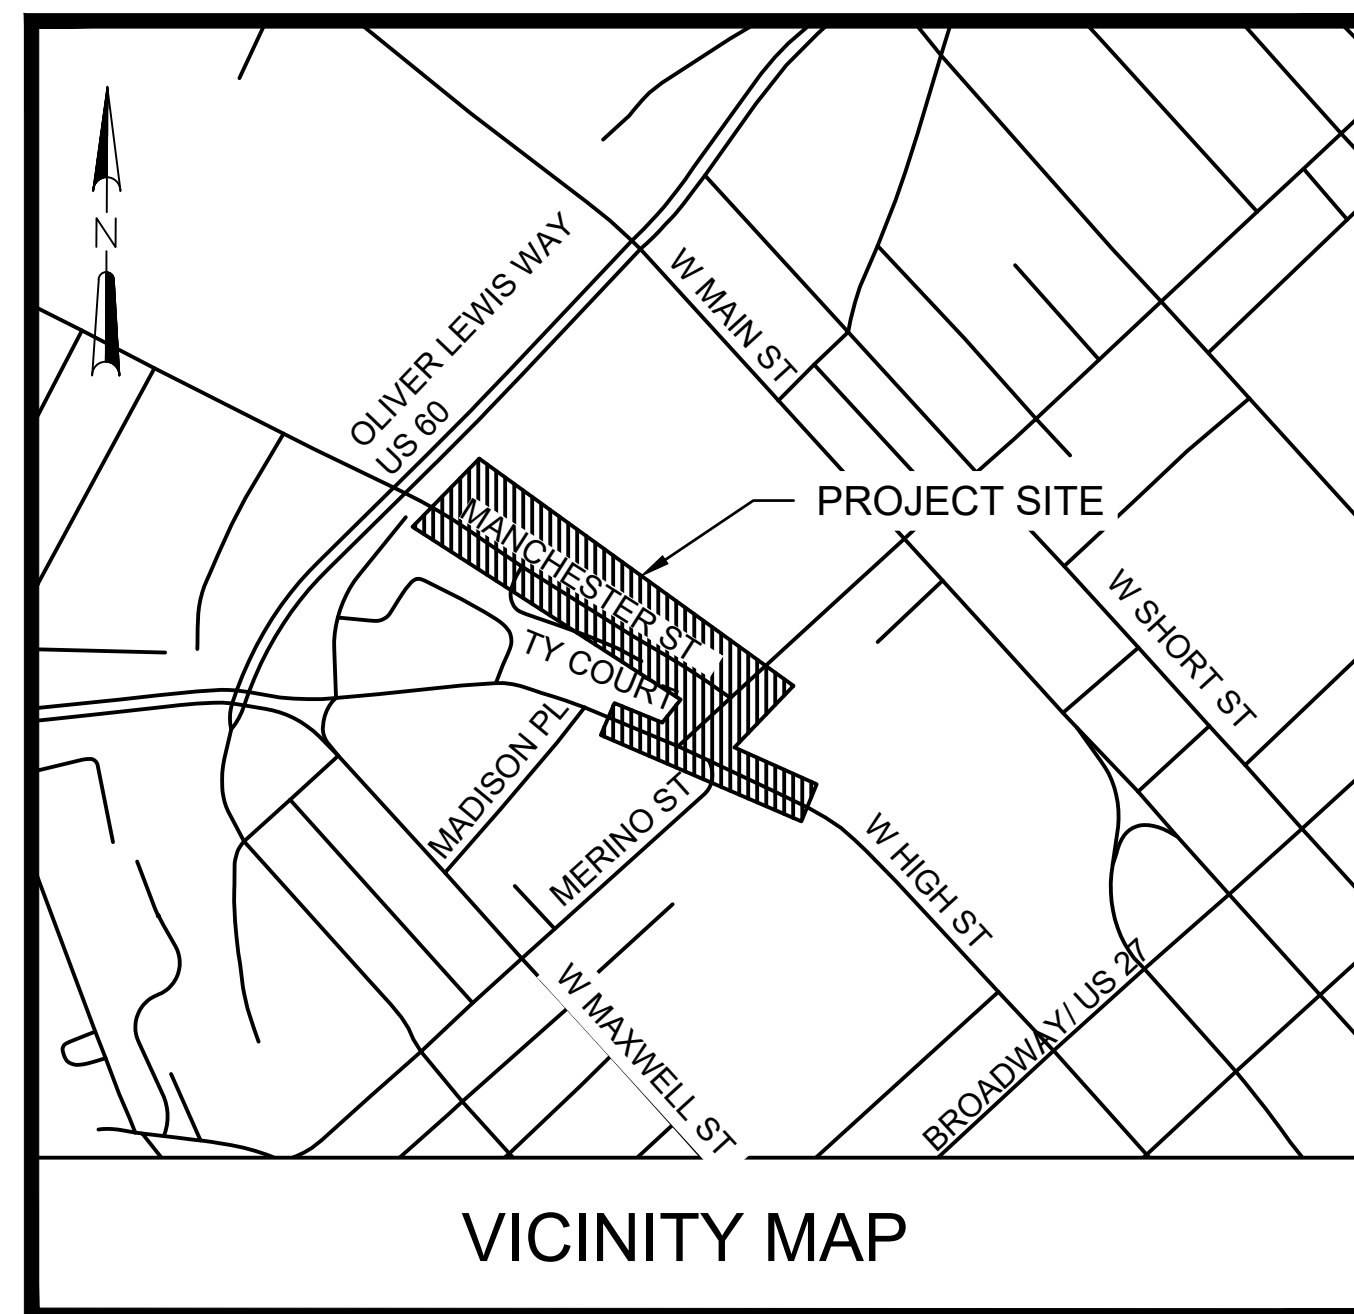 N
OLIVER LEWIS WAY
US 60
W MAIN ST
PROJECT SITE
MANCHESTER ST
TY COURT
W SHORT ST
MADISON PL
MERINO ST
W HIGH ST
W MAXWELL ST
BROADWAY/ US 27
VICINITY MAP